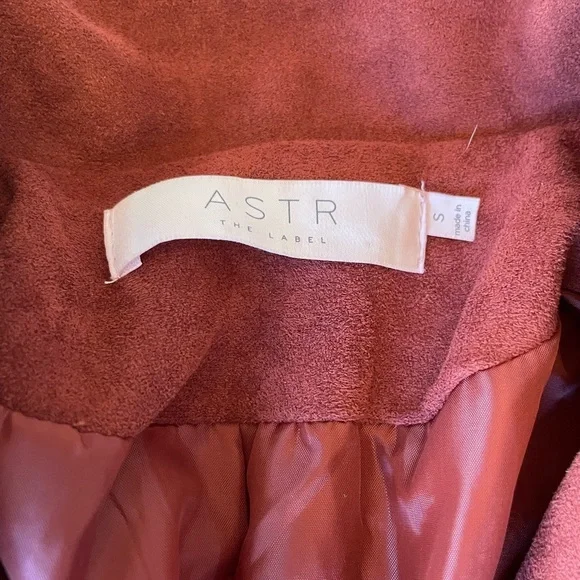 ASTR
THE LABEL
S
made in
china